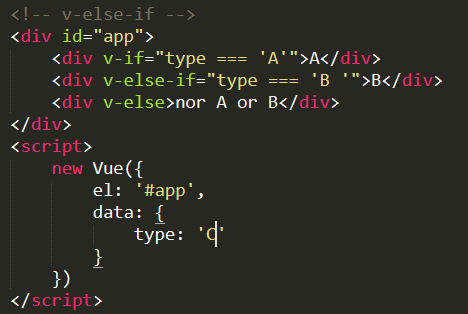 <!-- v-else-if -->
<div id="app">
    <div v-if="type === 'A'">A</div>
    <div v-else-if="type === 'B '">B</div>
    <div v-else>nor A or B</div>
</div>
<script>
    new Vue({
        el: '#app',
        data: {
            type: 'C'
        }
    })
</script>